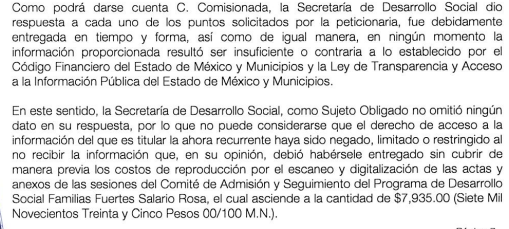 Como podrá darse cuenta C. Comisionada, la Secretaría de Desarrollo Social dio
respuesta a cada uno de los puntos solicitados por la peticionaria, fue debidamente
entregada en tiempo y forma, así como de igual manera, en ningún momento la
información proporcionada resultó ser insuficiente o contraria a lo establecido por el
Código Financiero del Estado de México y Municipios y la Ley de Transparencia y Acceso
a la Información Pública del Estado de México y Municipios.
En este sentido, la Secretaría de Desarrollo Social, como Sujeto Obligado no omitió ningún
dato en su respuesta, por lo que no puede considerarse que el derecho de acceso a la
información del que es titular la ahora recurrente haya sido negado, limitado o restringido al
no recibir la información que, en su opinión, debió habérsele entregado sin cubrir de
manera previa los costos de reproducción por el escaneo y digitalización de las actas y
anexos de las sesiones del Comité de Admisión y Seguimiento del Programa de Desarrollo
Social Familias Fuertes Salario Rosa, el cual asciende a la cantidad de $7,935.00 (Siete Mil
Novecientos Treinta y Cinco Pesos 00/100 M.N.).